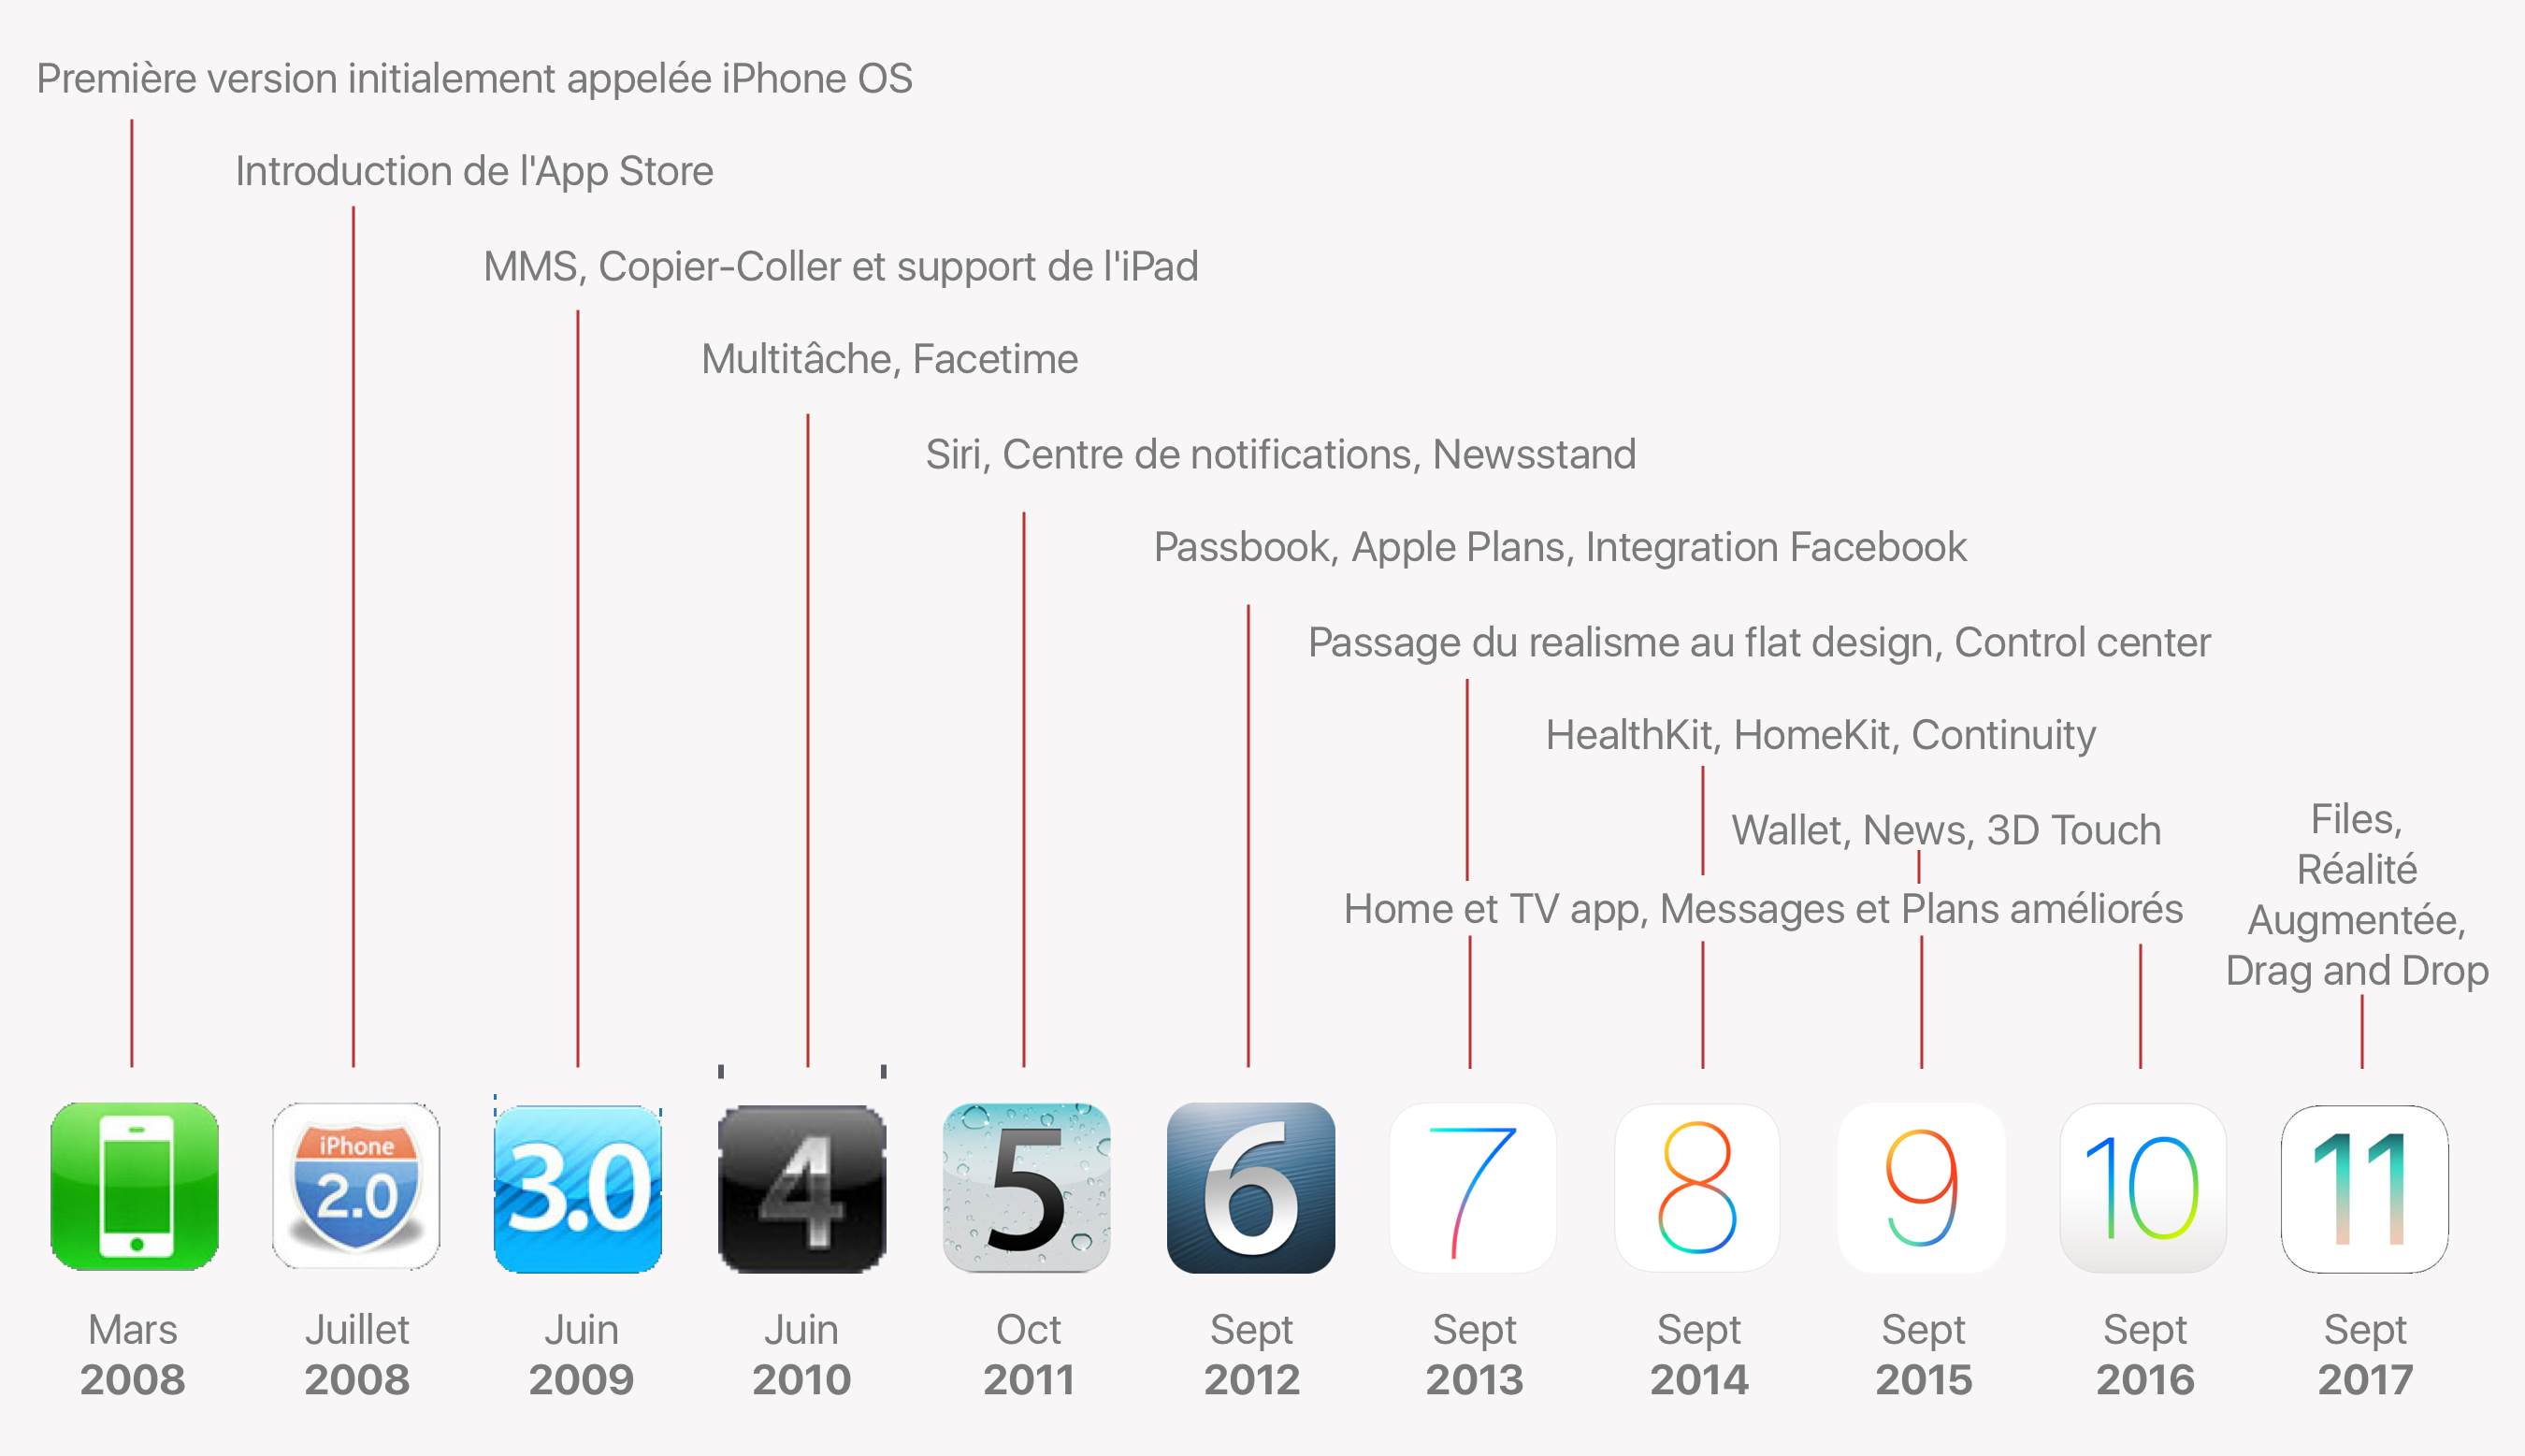 Première version initialement appelée iPhone OS
Introduction de l'App Store
MMS, Copier-Coller et support de l'iPad
Multitâche, Facetime
Siri, Centre de notifications, Newsstand
Passbook, Apple Plans, Integration Facebook
Passage du realisme au flat design, Control center
HealthKit, HomeKit, Continuity
Wallet, News, 3D Touch
Home et TV app, Messages et Plans améliorés
Files,
Réalité
Augmentée,
Drag and Drop
iPhone
2.0
3.0
4
5
6
7
8
9
10
11
Mars
2008
Juillet
2008
Juin
2009
Juin
2010
Oct
2011
Sept
2012
Sept
2013
Sept
2014
Sept
2015
Sept
2016
Sept
2017